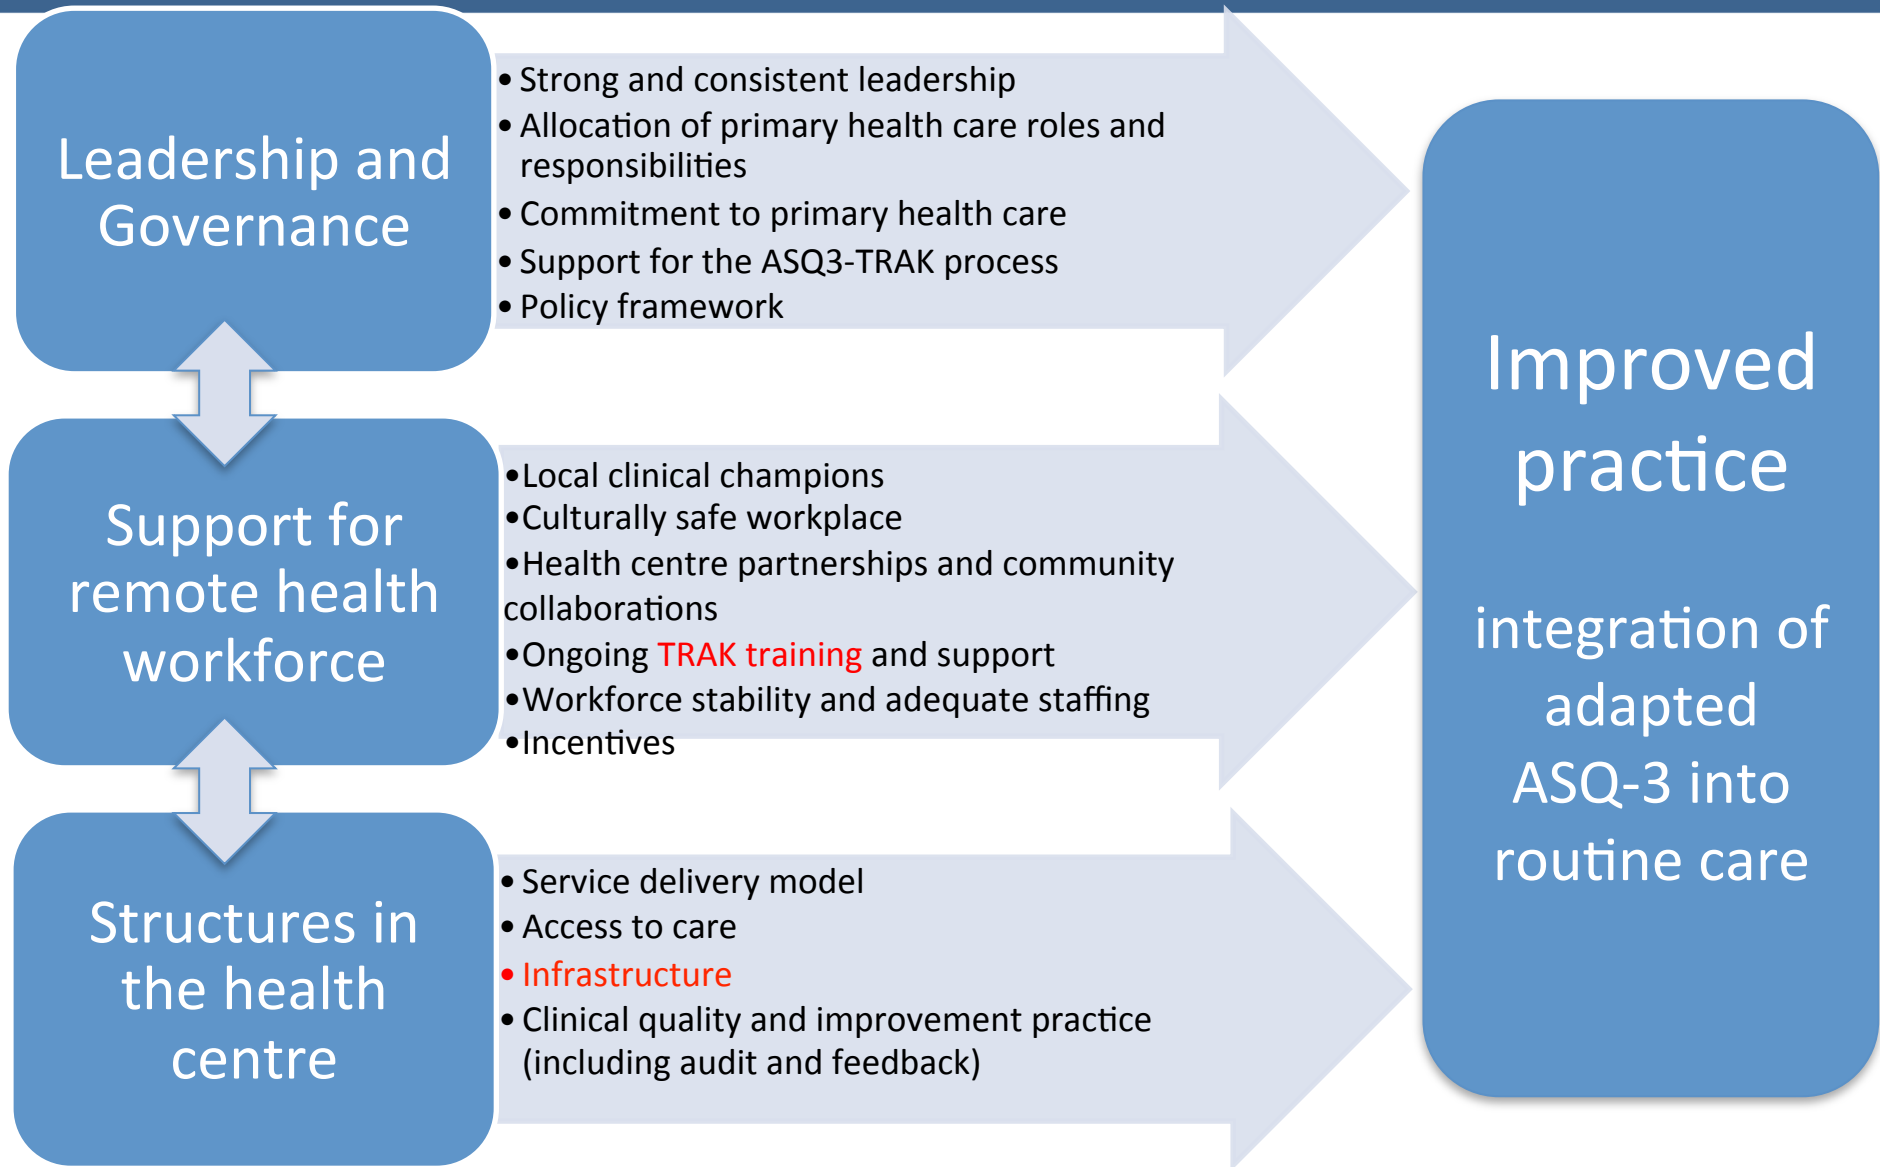 Leadership and
Governance
• Strong and consistent leadership
• Allocation of primary health care roles and
responsibilities
• Commitment to primary health care
• Support for the ASQ3-TRAK process
• Policy framework
Support for
remote health
workforce
•Local clinical champions
•Culturally safe workplace
•Health centre partnerships and community
collaborations
•Ongoing TRAK training and support
•Workforce stability and adequate staffing
•Incentives
Structures in
the health
centre
• Service delivery model
• Access to care
• Infrastructure
• Clinical quality and improvement practice
(including audit and feedback)
Improved
practice
integration of
adapted
ASQ-3 into
routine care